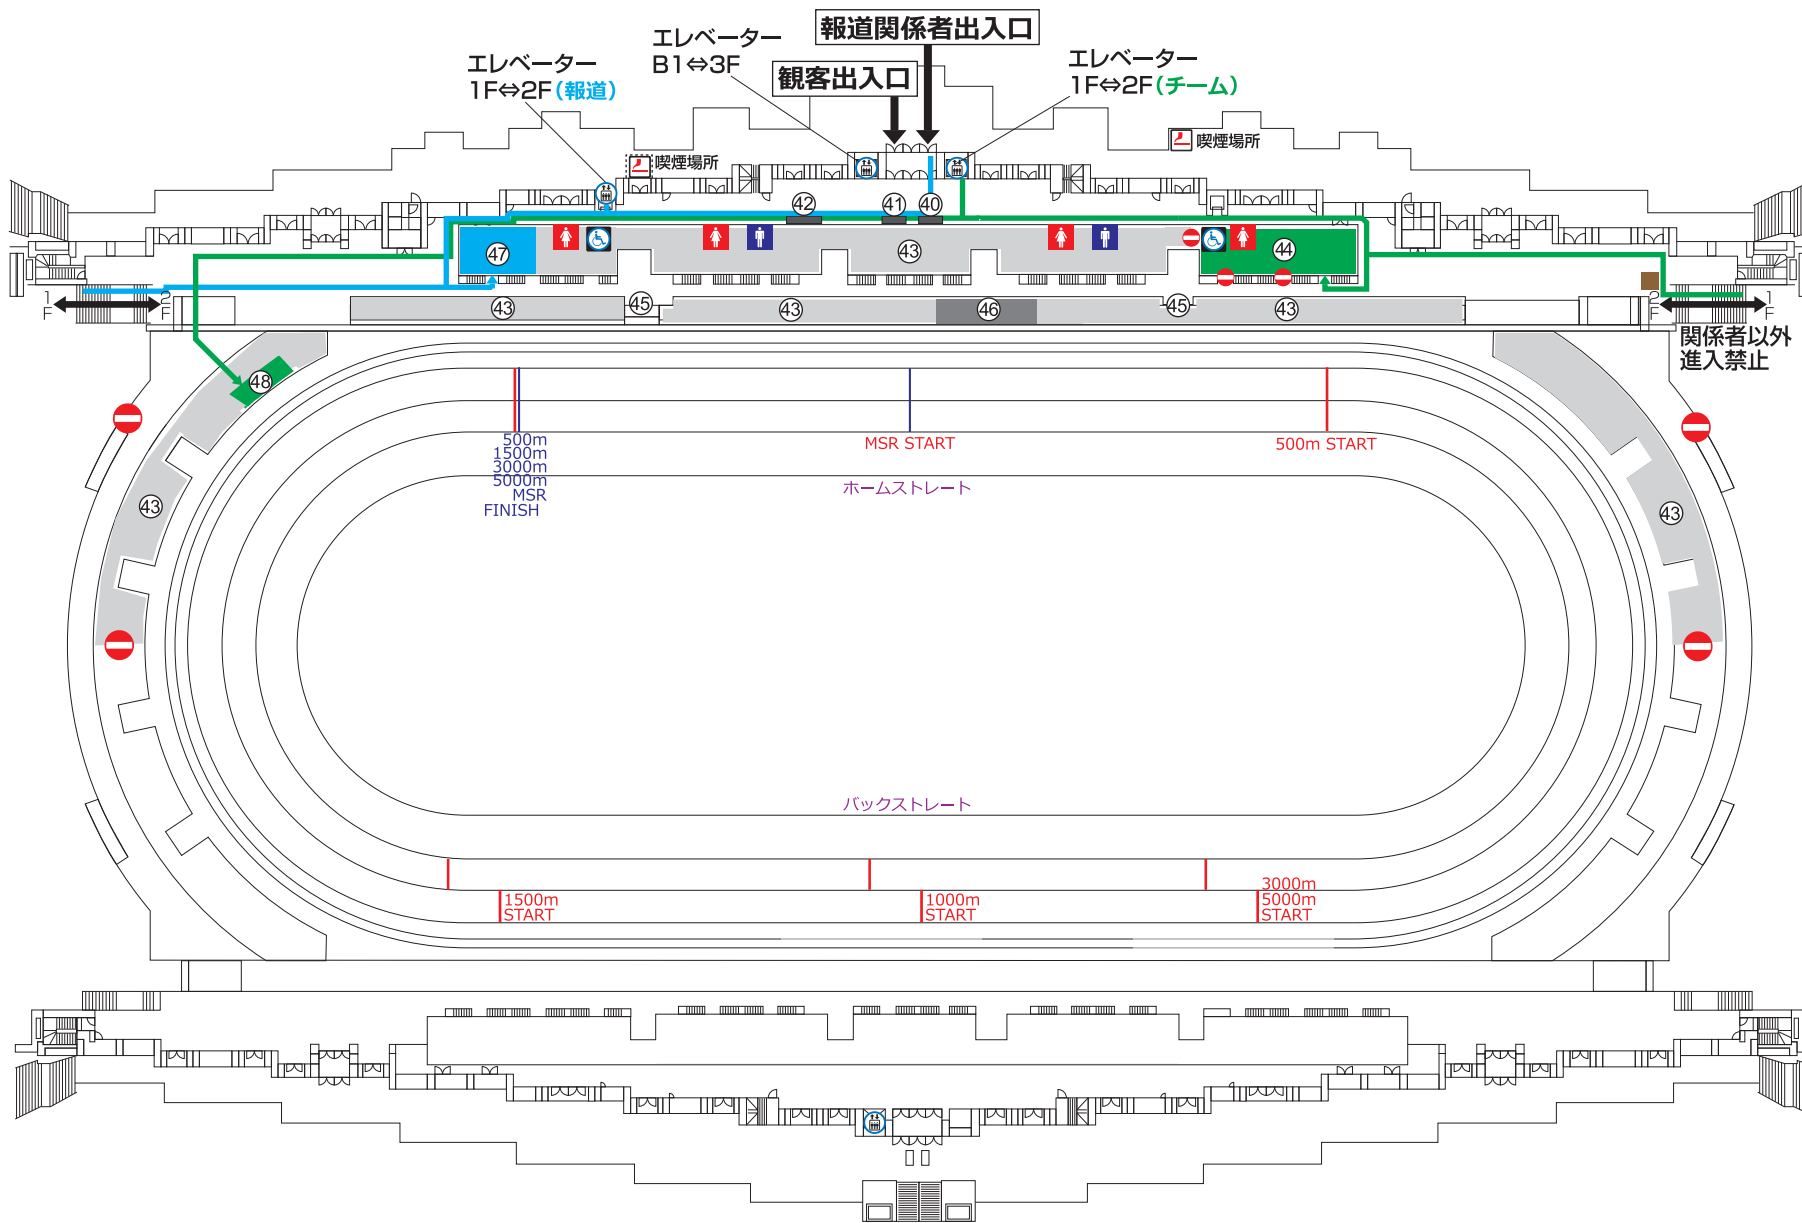 報道関係者出入口
エレベーター
B1⇔3F
エレベーター
1F⇔2F(報道)
観客出入口
エレベーター
1F⇔2F(チーム)
喫煙場所
喫煙場所
42
41
40
47
43
44
1F
2F
43
45
43
46
45
43
2F
1F
関係者以外
進入禁止
48
500m
1500m
3000m
5000m
MSR
FINISH
MSR START
500m START
ホームストレート
43
43
バックストレート
1500m
START
1000m
START
3000m
5000m
START